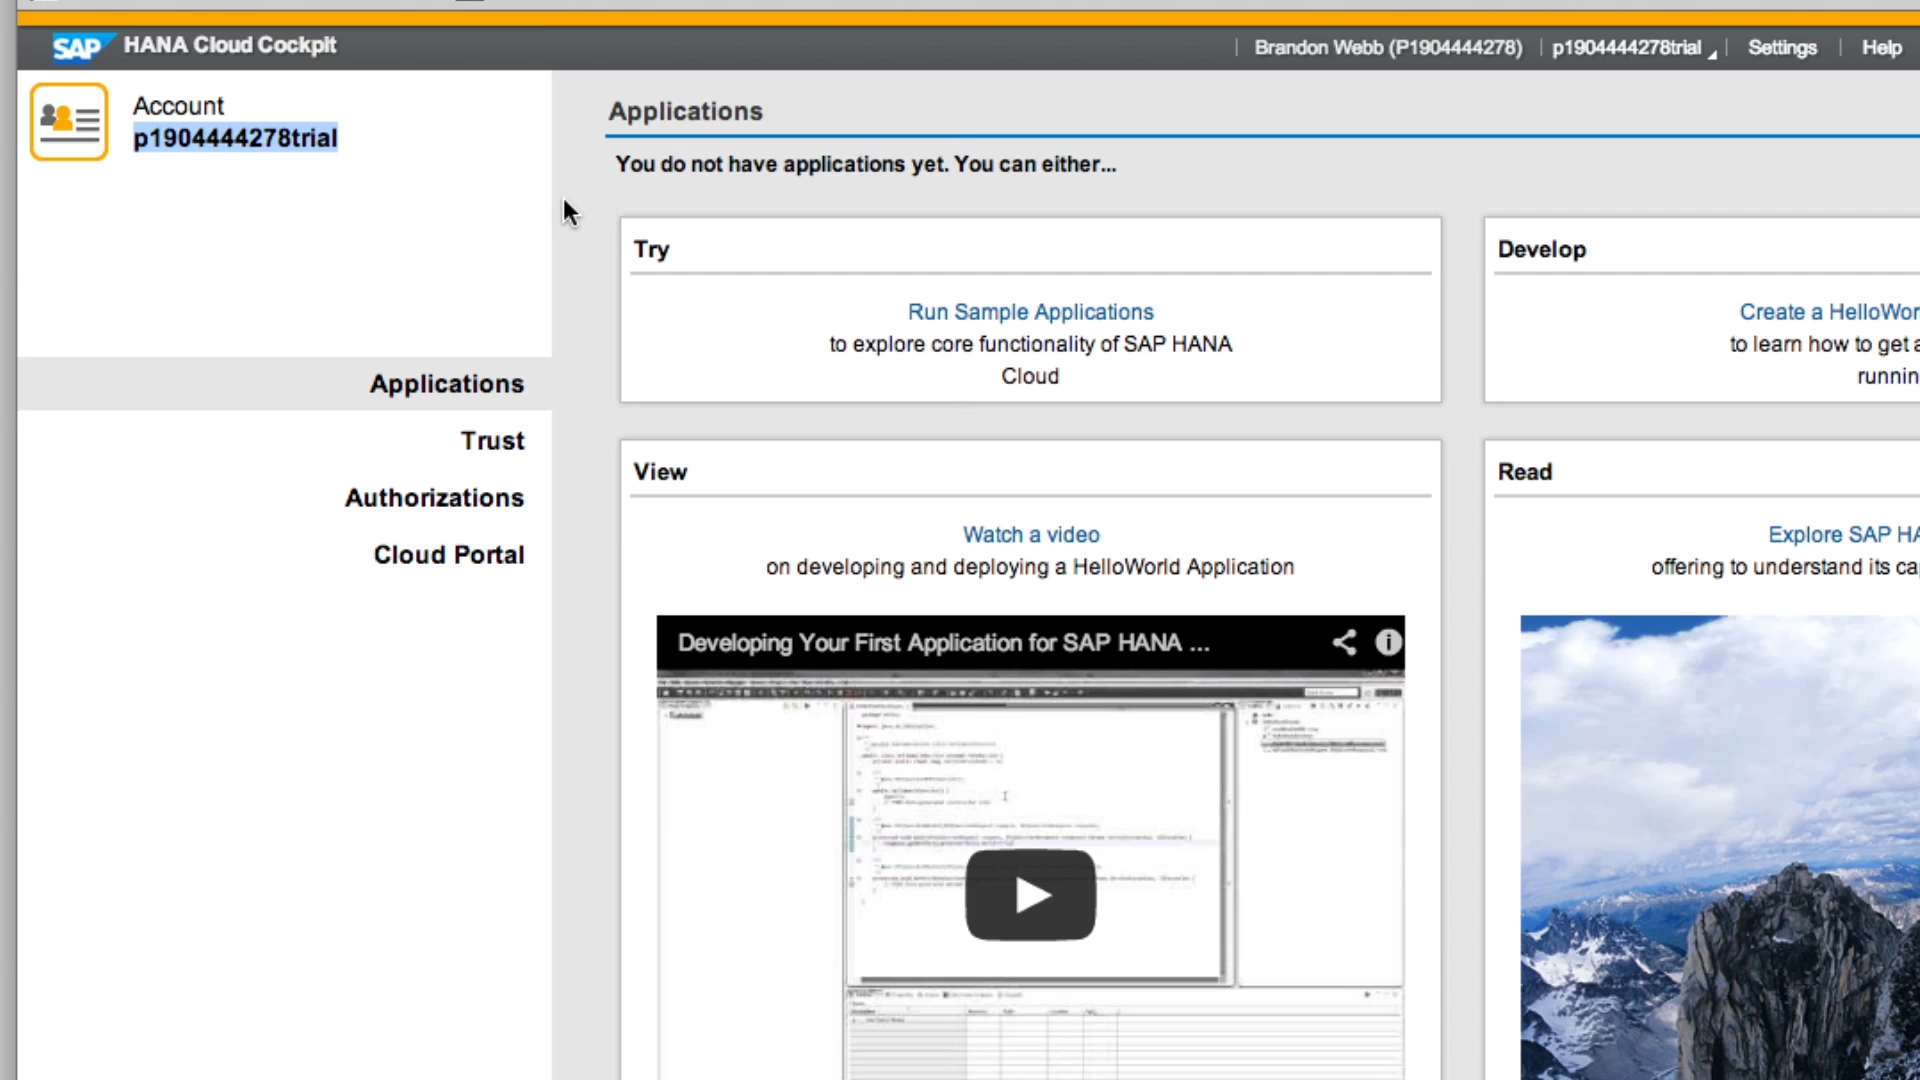 SAP HANA Cloud Cockpit
Brandon Webb (P1904444278)
p1904444278trial
Settings
Help
Account
p1904444278trial
Applications
Trust
Authorizations
Cloud Portal
Applications
You do not have applications yet. You can either...
Try
Run Sample Applications
to explore core functionality of SAP HANA
Cloud
Develop
Create a HelloWor
to learn how to get a
runnin
View
Watch a video
on developing and deploying a HelloWorld Application
Developing Your First Application for SAP HANA ...
Read
Explore SAP HA
offering to understand its ca